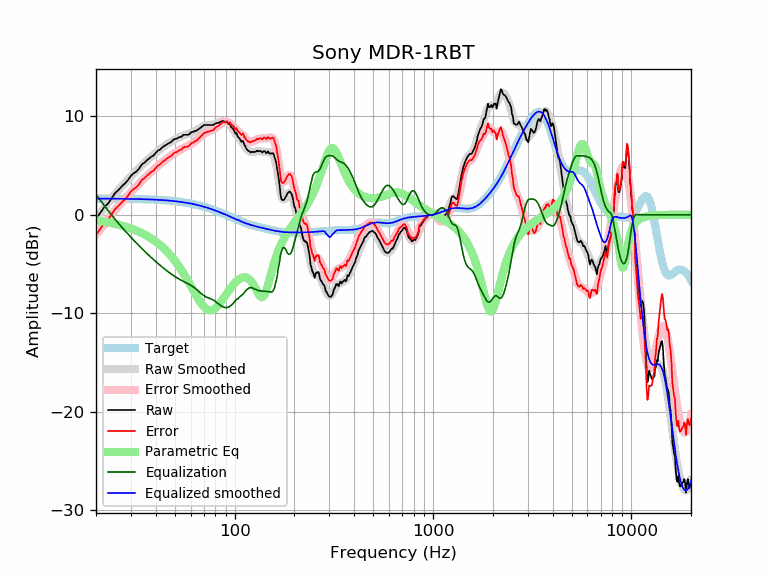 Sony MDR-1RBT
Amplitude (dBr)
10
0
−10
−20
−30
Target
Raw Smoothed
Error Smoothed
Raw
Error
Parametric Eq
Equalization
Equalized smoothed
100
1000
10000
Frequency (Hz)